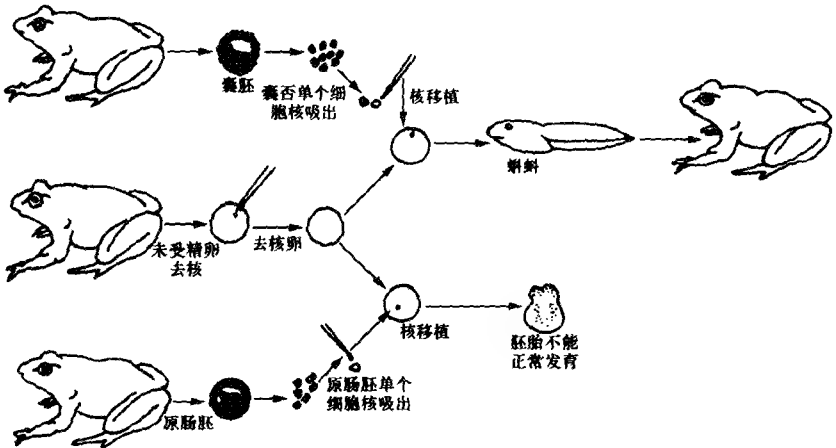 囊胚
囊否单个细
胞核吸出
核移植
蝌蚪
未受精卵
去核
去核卵
核移植
胚胎不能
正常发育
原肠胚
原肠胚单个
细胞核吸出